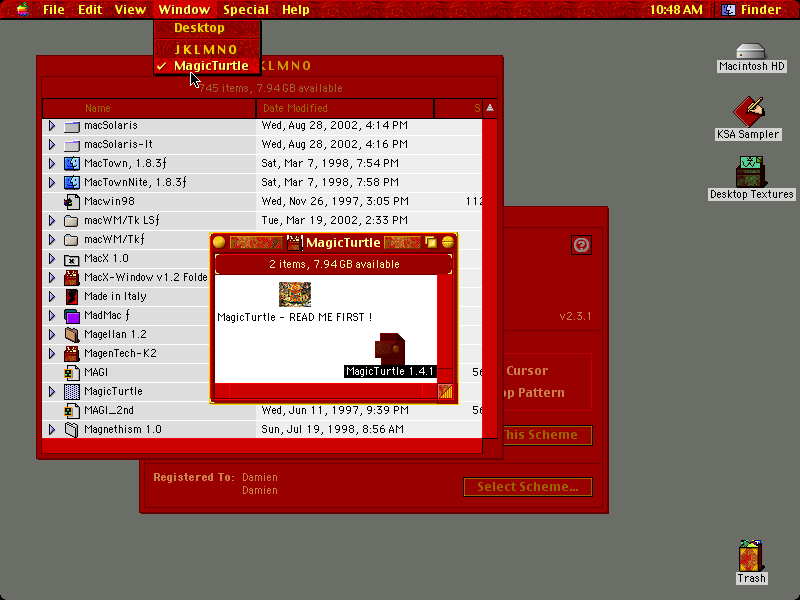 File Edit View Window Special Help 10:48 AM Finder
Desktop
JKLMNO
✓ MagicTurtle
KLMNO
745 items, 7.94 GB available
Name Date Modified S
macSolaris Wed, Aug 28, 2002, 4:14 PM
macSolaris-lt Wed, Aug 28, 2002, 4:16 PM
MacTown, 1.8.3ƒ Sat, Mar 7, 1998, 7:54 PM
MacTownNite, 1.8.3ƒ Sat, Mar 7, 1998, 7:58 PM
Macwin98 Wed, Nov 26, 1997, 3:05 PM 112
macWM/Tk LSƒ Tue, Mar 19, 2002, 2:33 PM
macWM/Tkƒ
MacX 1.0
MacX-Window v1.2 Folde
Made in Italy
MadMac ƒ
Magellan 1.2
MagenTech-K2
MAGI 56
MagicTurtle
MAGI_2nd Wed, Jun 11, 1997, 9:39 PM 56
Magnethism 1.0 Sun, Jul 19, 1998, 8:56 AM
MagicTurtle
2 items, 7.94 GB available
MagicTurtle - READ ME FIRST !
MagicTurtle 1.4.1
v2.3.1
Cursor
op Pattern
This Scheme
Registered To: Damien
Damien
Select Scheme...
Macintosh HD
KSA Sampler
Desktop Textures
Trash